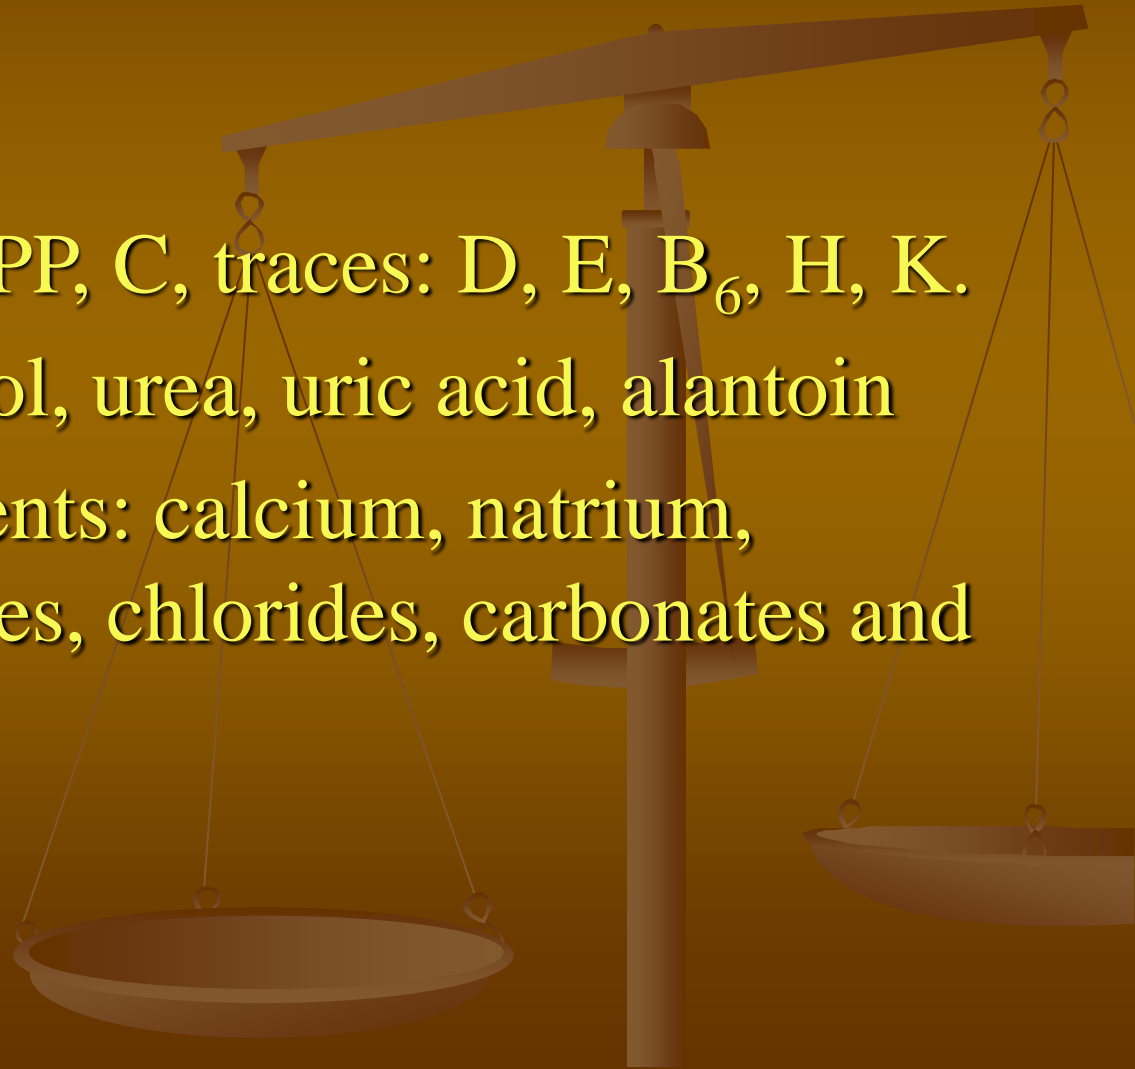 PP, C, traces: D, E, B₆, H, K.
ol, urea, uric acid, alantoin
ents: calcium, natrium,
es, chlorides, carbonates and